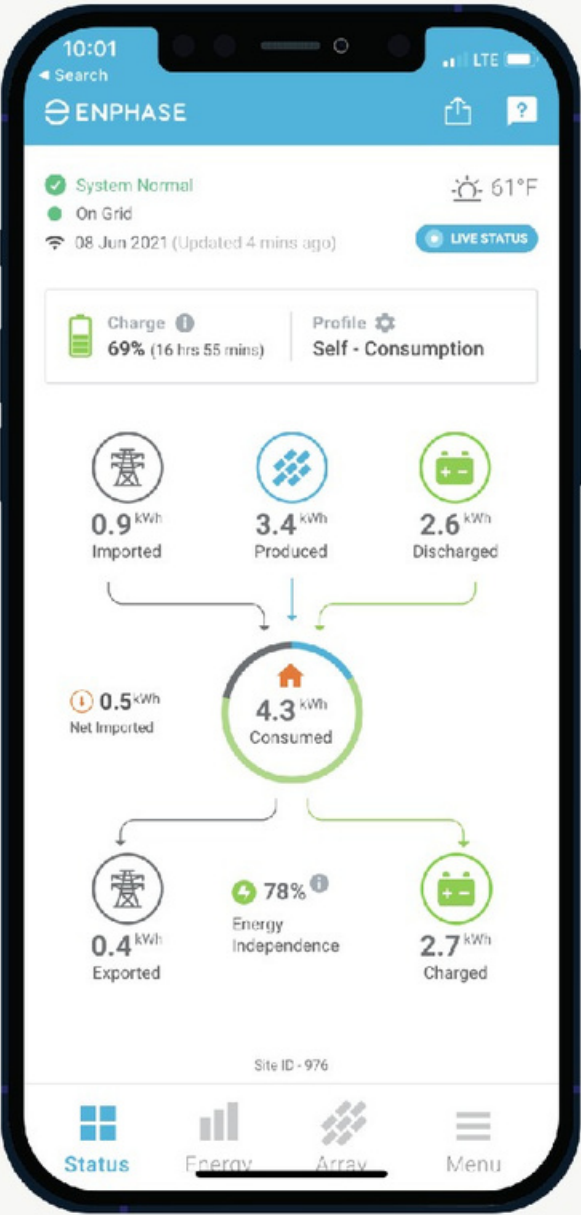 10:01
LTE
◀ Search
ENPHASE
?
System Normal
61°F
On Grid
08 Jun 2021 (Updated 4 mins ago)
LIVE STATUS
Charge i
Profile
69% (16 hrs 55 mins)
Self - Consumption
0.9 kWh
Imported
3.4 kWh
Produced
2.6 kWh
Discharged
0.5 kWh
Net Imported
4.3 kWh
Consumed
0.4 kWh
Exported
78% i
Energy
Independence
2.7 kWh
Charged
Site ID - 976
Status
Energy
Array
Menu